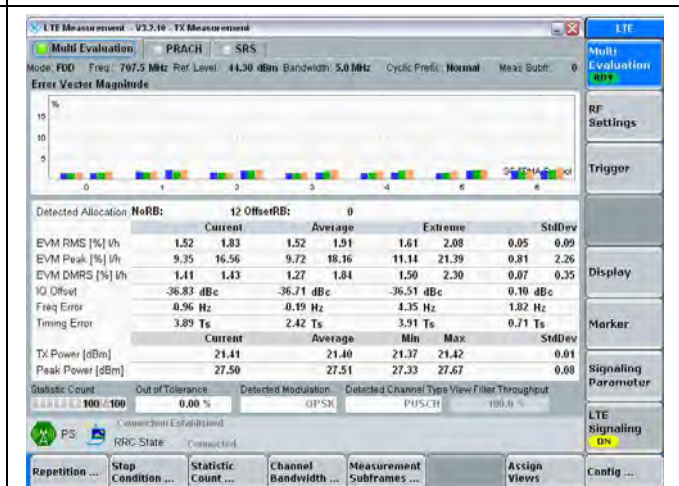 LTE Measurement - V3.2.10 - TX Measurement
LTE
Multi Evaluation PRACH SRS
Multi Evaluation RDY
Mode: FDD Freq.: 707.5 MHz Ref. Level: 44.30 dBm Bandwidth: 5.0 MHz Cyclic Prefix: Normal Meas. Subfr.: 0
Error Vector Magnitude
%
15
10
5
0 1 2 3 4 5 6
RF Settings
Trigger
Detected Allocation NoRB: 12 OffsetRB: 0
Current Average Extreme StdDev
EVM RMS [%] l/h 1.52 1.83 1.52 1.91 1.61 2.08 0.05 0.09
EVM Peak [%] l/h 9.35 16.56 9.72 18.16 11.14 21.39 0.81 2.26
EVM DMRS [%] l/h 1.41 1.43 1.27 1.84 1.50 2.30 0.07 0.35
IQ Offset -36.83 dBc -36.71 dBc -36.51 dBc 0.10 dBc
Freq Error -0.96 Hz -0.19 Hz 4.35 Hz 1.82 Hz
Timing Error 3.89 Ts 2.42 Ts 3.91 Ts 0.71 Ts
Current Average Min Max StdDev
TX Power [dBm] 21.41 21.40 21.37 21.42 0.01
Peak Power [dBm] 27.50 27.51 27.33 27.67 0.08
Display
Marker
Signaling Parameter
Statistic Count Out of Tolerance Detected Modulation Detected Channel Type View Filter Throughput
100 / 100 0.00 % QPSK PUSCH 100.0 %
Connection Established
PS:
RRC State: Connected
LTE Signaling ON
Repetition ...
Stop Condition ...
Statistic Count ...
Channel Bandwidth ...
Measurement Subframes ...
Assign Views
Config ...